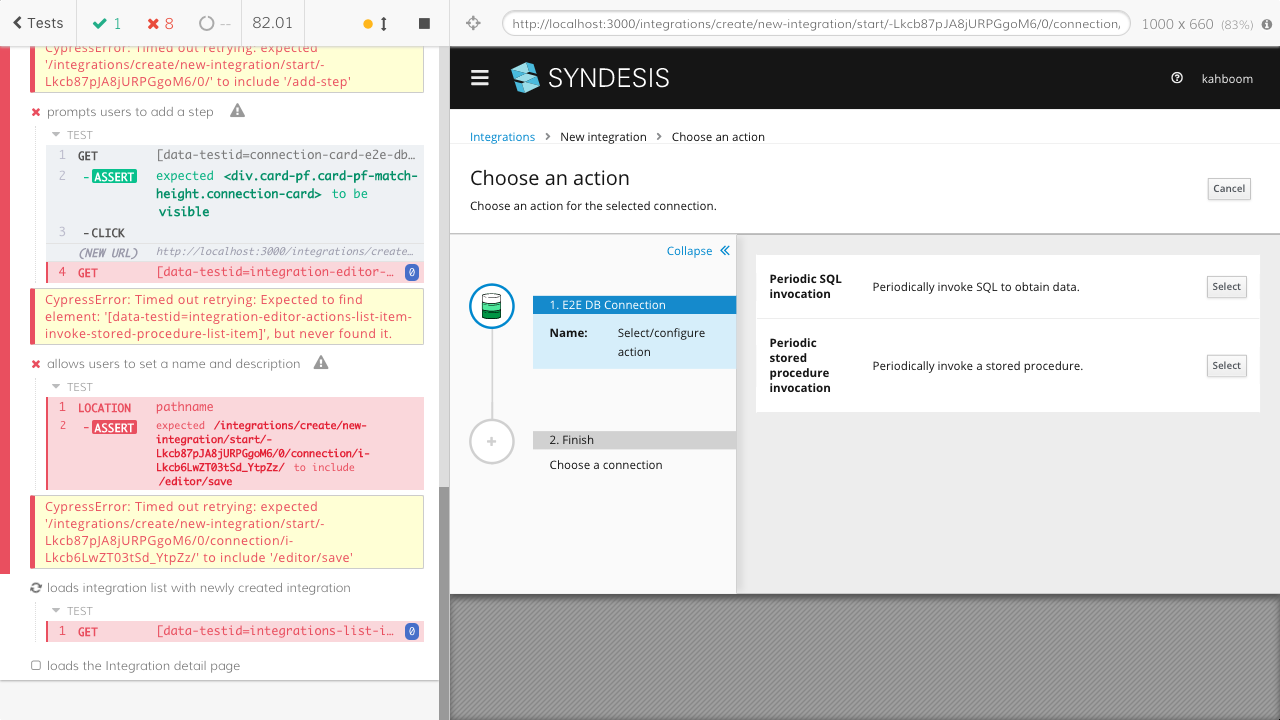 Tests
1
8
--
82.01
http://localhost:3000/integrations/create/new-integration/start/-Lkcb87pJA8jURPGgoM6/0/connection,
1000 x 660 (83%)
CypressError: Timed out retrying: expected
'/integrations/create/new-integration/start/-
Lkcb87pJA8jURPGgoM6/0/' to include '/add-step'
prompts users to add a step
TEST
1 GET [data-testid=connection-card-e2e-db…
2 -ASSERT expected <div.card-pf.card-pf-match-
height.connection-card> to be
visible
3 -CLICK
(NEW URL) http://localhost:3000/integrations/create…
4 GET [data-testid=integration-editor-… 0
CypressError: Timed out retrying: Expected to find
element: '[data-testid=integration-editor-actions-list-item-
invoke-stored-procedure-list-item]', but never found it.
allows users to set a name and description
TEST
1 LOCATION pathname
2 -ASSERT expected /integrations/create/new-
integration/start/-
Lkcb87pJA8jURPGgoM6/0/connection/i-
Lkcb6LwZT03tSd_YtpZz/ to include
/editor/save
CypressError: Timed out retrying: expected
'/integrations/create/new-integration/start/-
Lkcb87pJA8jURPGgoM6/0/connection/i-
Lkcb6LwZT03tSd_YtpZz/' to include '/editor/save'
loads integration list with newly created integration
TEST
1 GET [data-testid=integrations-list-i… 0
loads the Integration detail page
SYNDESIS
kahboom
Integrations > New integration > Choose an action
Choose an action
Choose an action for the selected connection.
Cancel
Collapse
1. E2E DB Connection
Name: Select/configure
action
2. Finish
Choose a connection
Periodic SQL
invocation
Periodically invoke SQL to obtain data.
Select
Periodic
stored
procedure
invocation
Periodically invoke a stored procedure.
Select